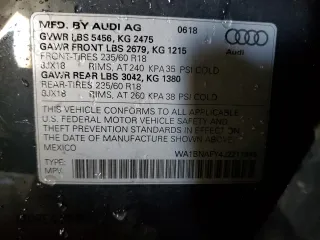 MFD. BY AUDI AG 0618
GVWR LBS 5456, KG 2475
GAWR FRONT LBS 2679, KG 1215
FRONT-TIRES 235/60 R18
8JX18 RIMS, AT 240 KPA 35 PSI COLD
GAWR REAR LBS 3042, KG 1380
REAR-TIRES 235/60 R18
8JX18 RIMS, AT 260 KPA 38 PSI COLD
Audi
THIS VEHICLE CONFORMS TO ALL APPLICABLE
U.S. FEDERAL MOTOR VEHICLE SAFETY AND
THEFT PREVENTION STANDARDS IN EFFECT ON
THE DATE OF MANUFACTURE SHOWN ABOVE.
MEXICO
TYPE:
MPV